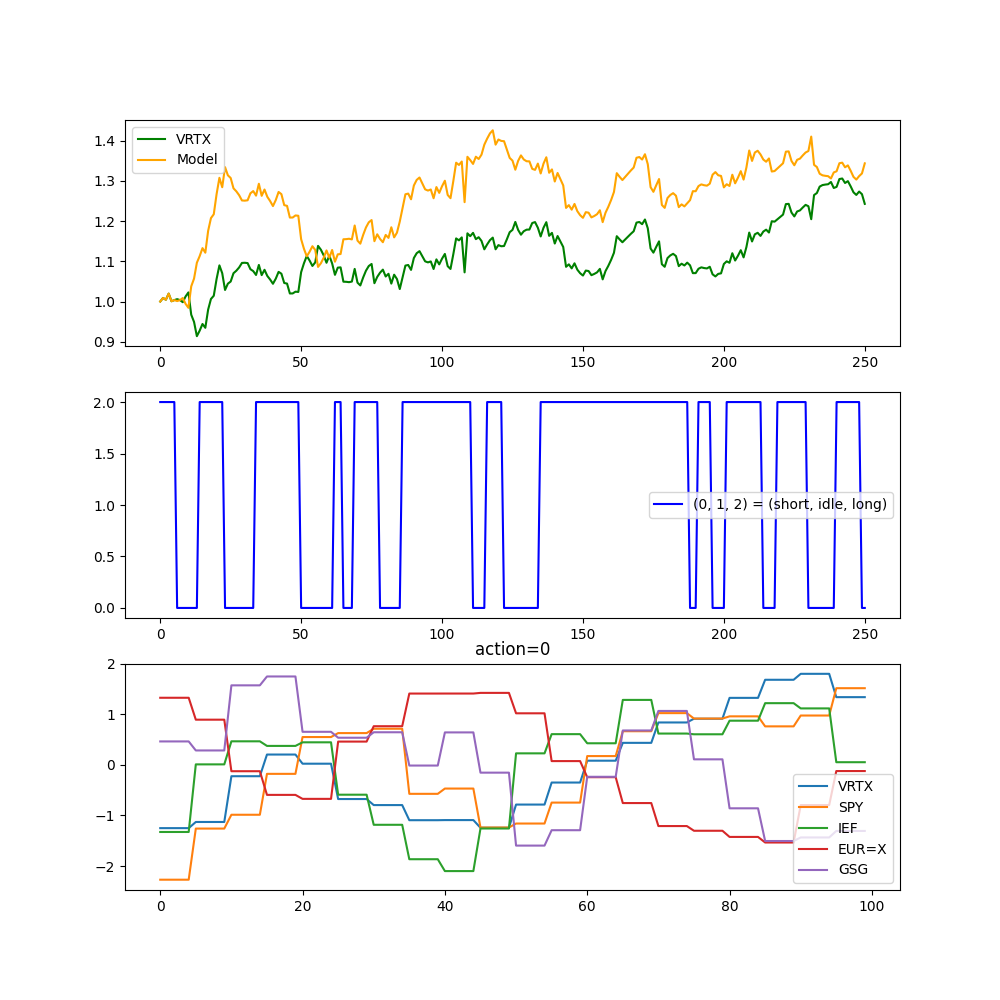 1.4
1.3
1.2
1.1
1.0
0.9
VRTX
Model
0 50 100 150 200 250
2.0
1.5
1.0
0.5
0.0
(0, 1, 2) = (short, idle, long)
0 50 100 150 200 250
action=0
2
1
0
−1
−2
VRTX
SPY
IEF
EUR=X
GSG
0 20 40 60 80 100